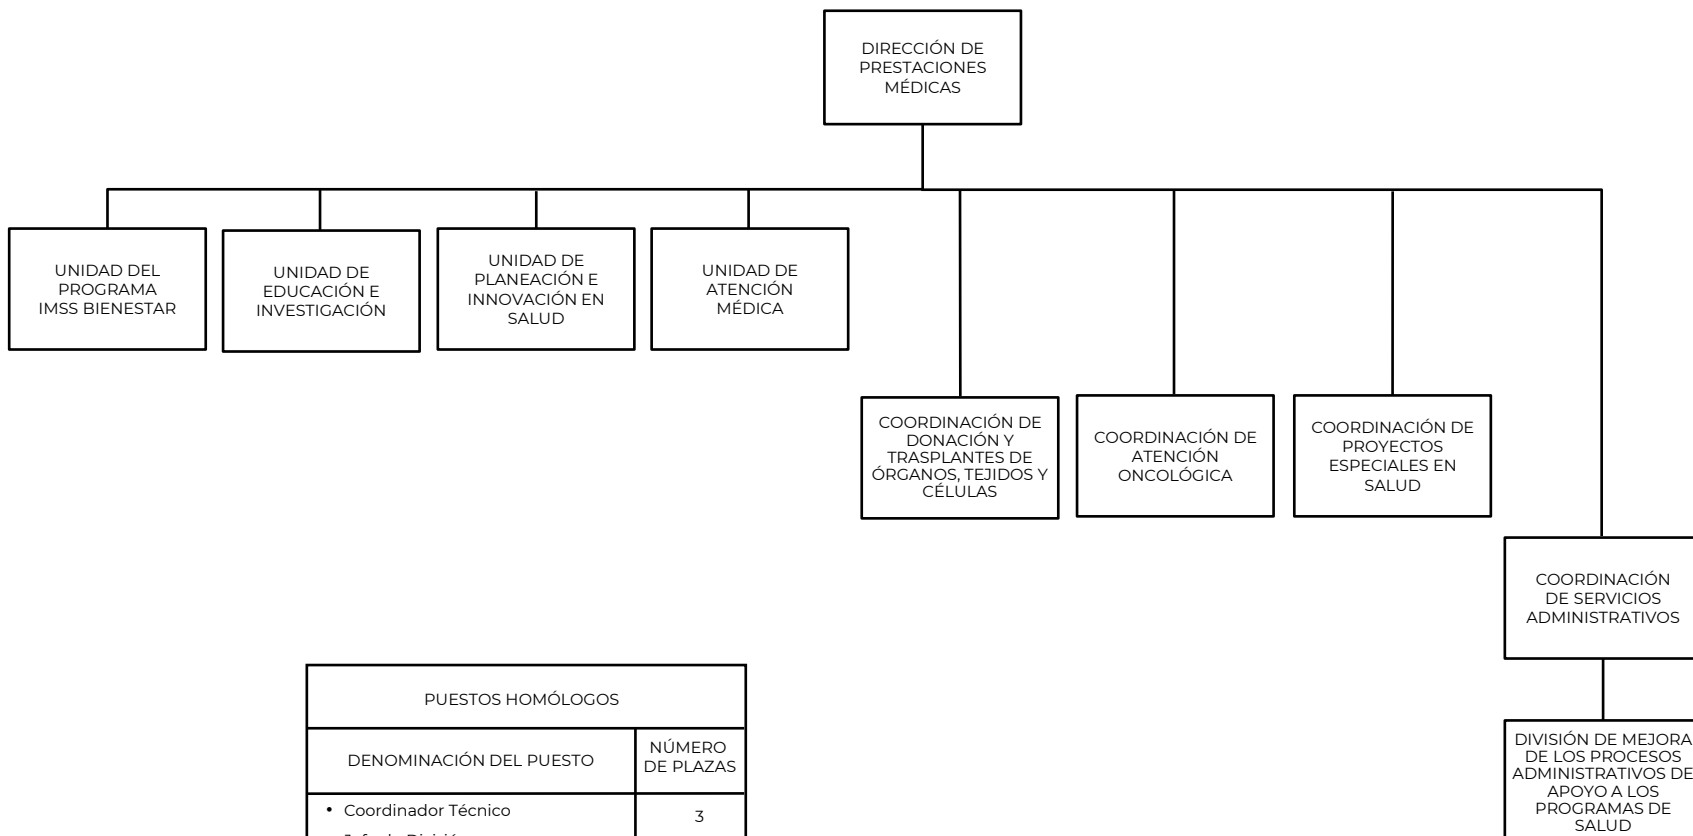 DIRECCIÓN DE
PRESTACIONES
MÉDICAS
UNIDAD DEL
PROGRAMA
IMSS BIENESTAR
UNIDAD DE
EDUCACIÓN E
INVESTIGACIÓN
UNIDAD DE
PLANEACIÓN E
INNOVACIÓN EN
SALUD
UNIDAD DE
ATENCIÓN
MÉDICA
COORDINACIÓN DE
DONACIÓN Y
TRASPLANTES DE
ÓRGANOS, TEJIDOS Y
CÉLULAS
COORDINACIÓN DE
ATENCIÓN
ONCOLÓGICA
COORDINACIÓN DE
PROYECTOS
ESPECIALES EN
SALUD
COORDINACIÓN
DE SERVICIOS
ADMINISTRATIVOS
DIVISIÓN DE MEJORA
DE LOS PROCESOS
ADMINISTRATIVOS DE
APOYO A LOS
PROGRAMAS DE
SALUD
PUESTOS HOMÓLOGOS
DENOMINACIÓN DEL PUESTO
NÚMERO
DE PLAZAS
• Coordinador Técnico
3